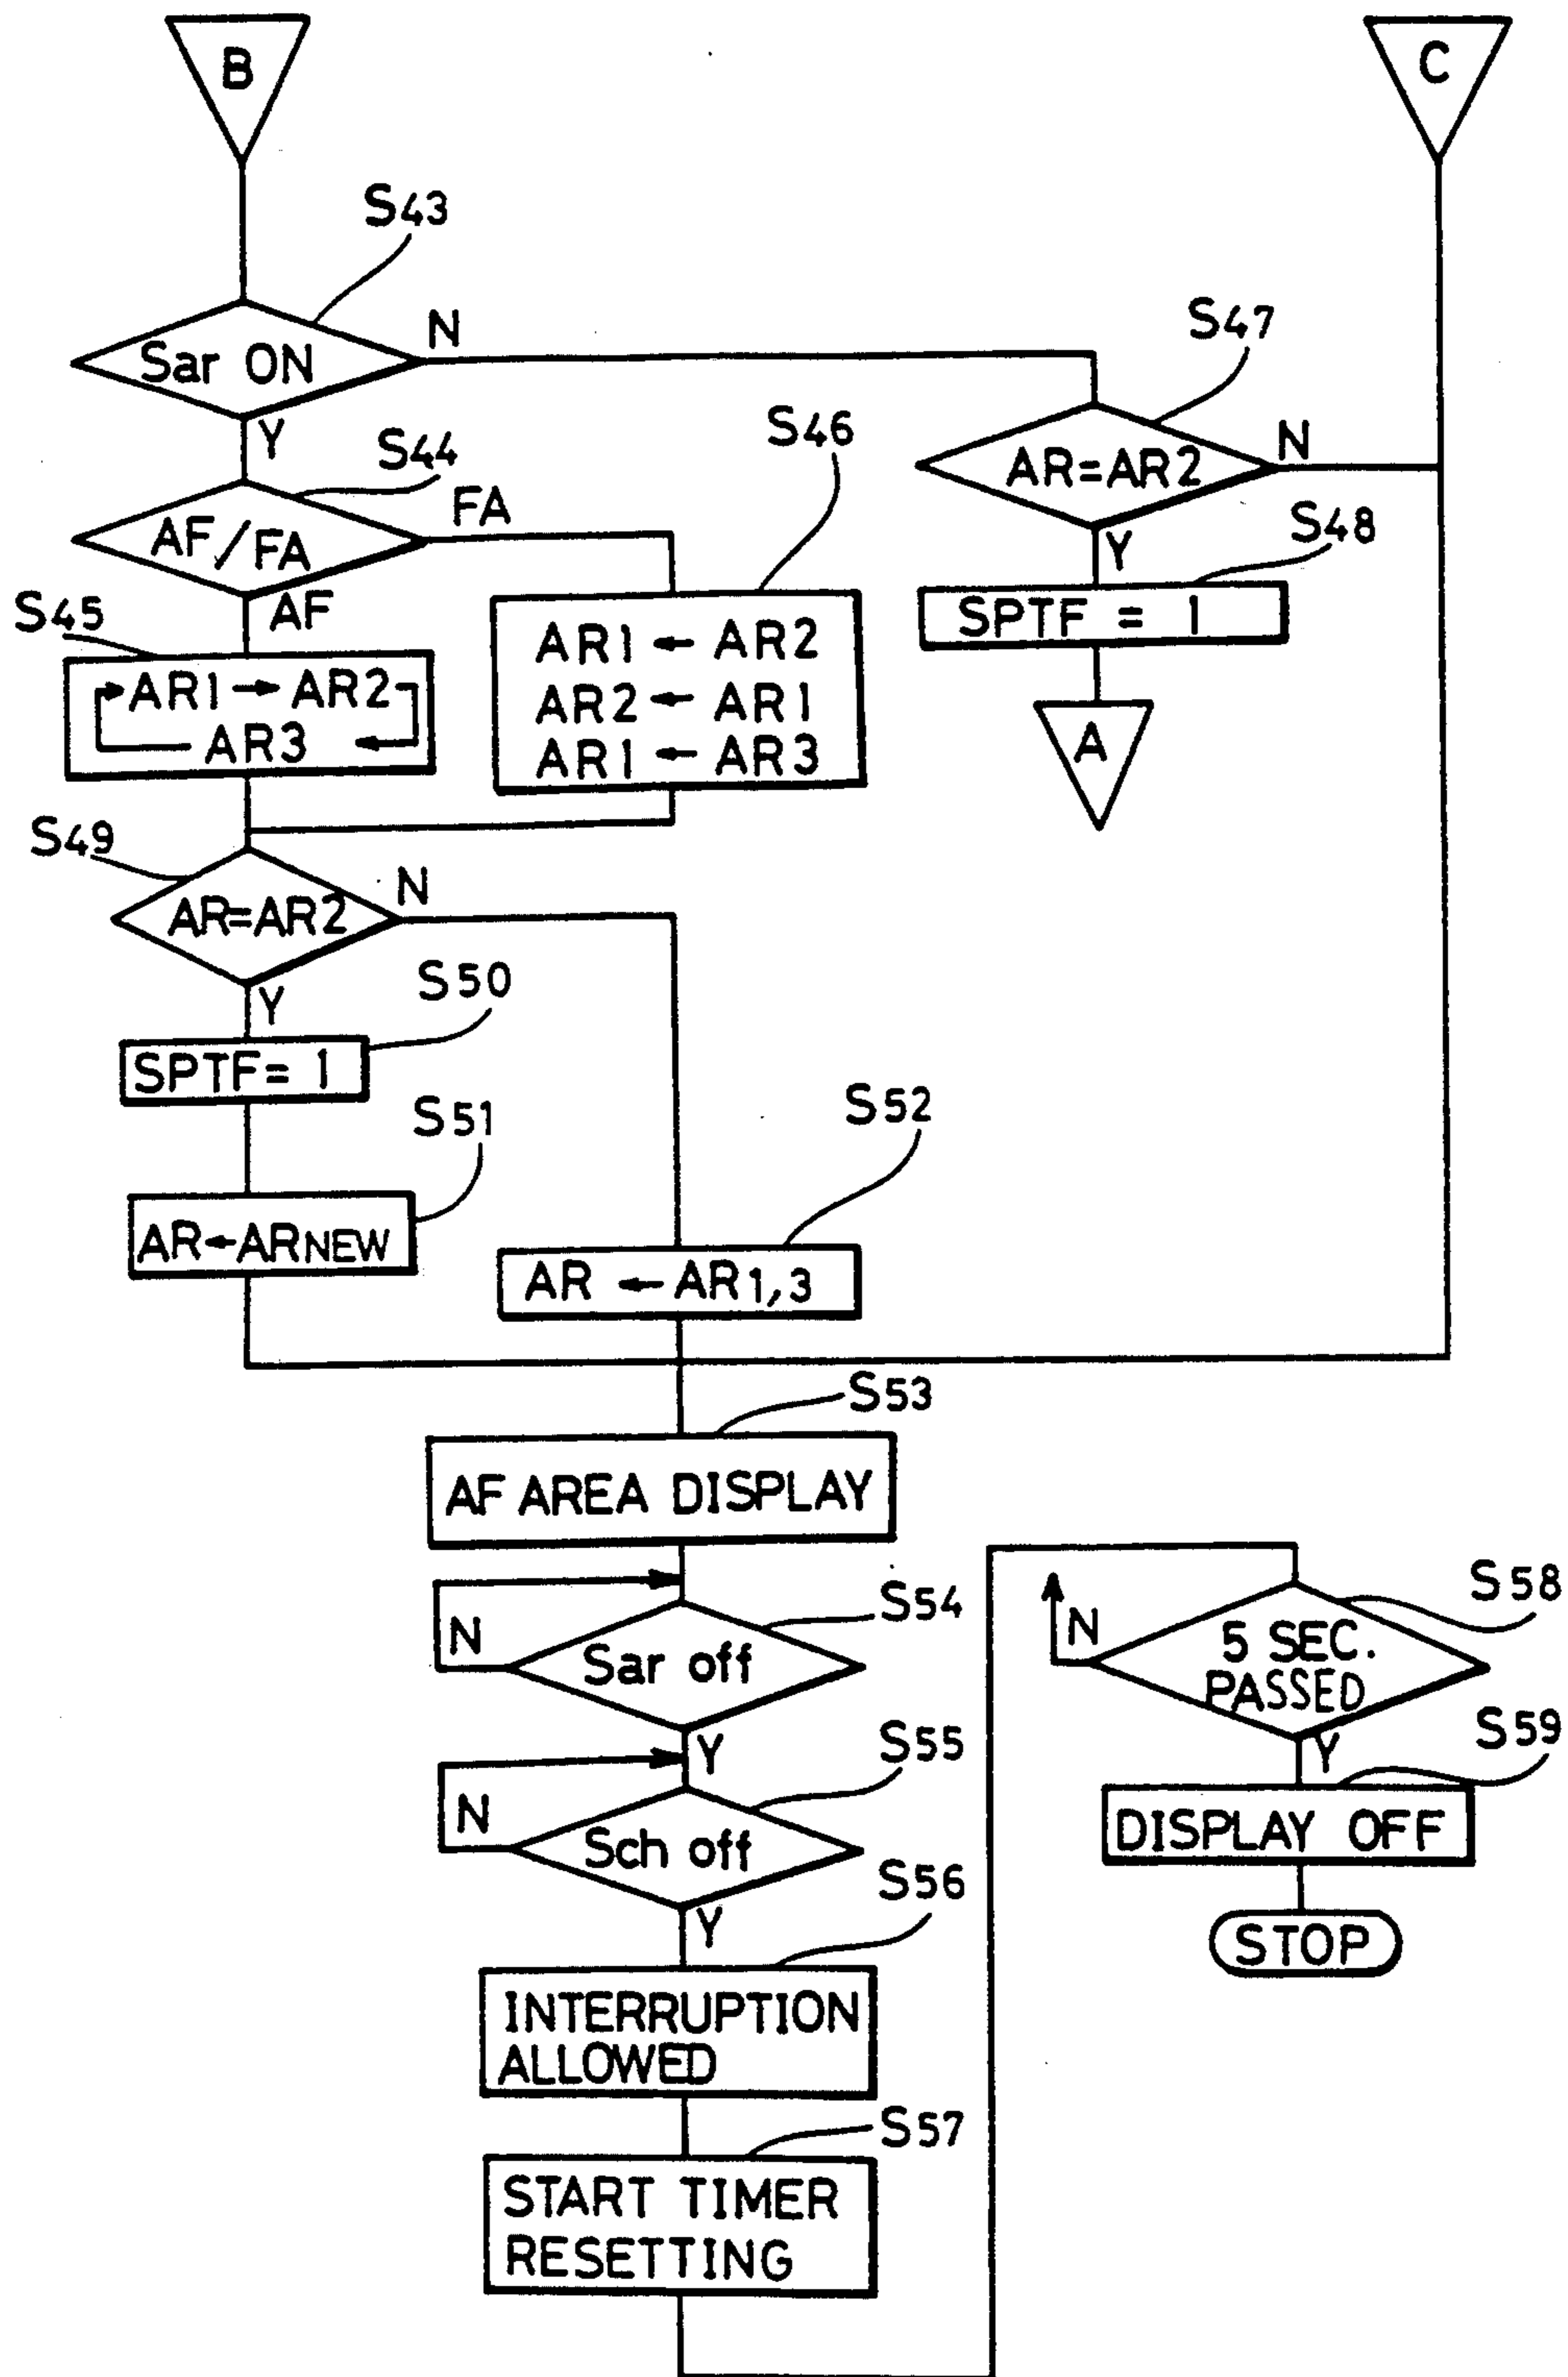 B
C
S43
Sar ON
N
Y
S47
AR=AR2
N
Y
S44
AF/FA
FA
AF
S46
AR1 ← AR2
AR2 ← AR1
AR1 ← AR3
S48
SPTF = 1
A
S45
AR1 → AR2
AR3
S49
AR=AR2
N
Y
S50
SPTF= 1
S51
AR←ARNEW
S52
AR ← AR1,3
S53
AF AREA DISPLAY
S54
Sar off
N
Y
S55
Sch off
N
Y
S56
INTERRUPTION
ALLOWED
S57
START TIMER
RESETTING
S58
5 SEC.
PASSED
N
Y
S59
DISPLAY OFF
STOP